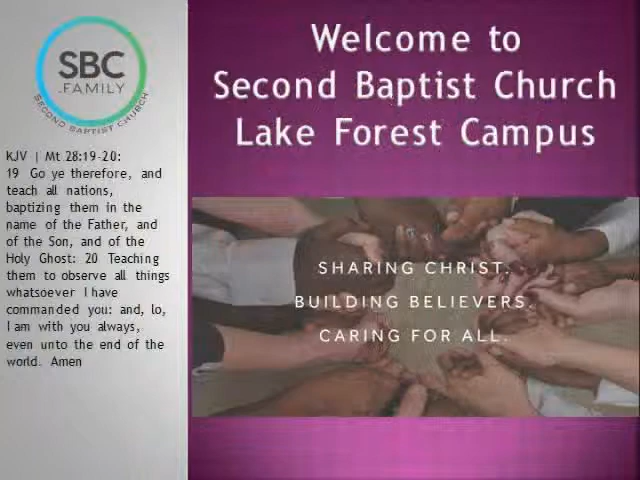 SBC
.FAMILY
SECOND BAPTIST CHURCH
KJV | Mt 28:19-20:
19 Go ye therefore, and
teach all nations,
baptizing them in the
name of the Father, and
of the Son, and of the
Holy Ghost: 20 Teaching
them to observe all things
whatsoever I have
commanded you: and, lo,
I am with you always,
even unto the end of the
world. Amen
Welcome to
Second Baptist Church
Lake Forest Campus
SHARING CHRIST.
BUILDING BELIEVERS.
CARING FOR ALL.